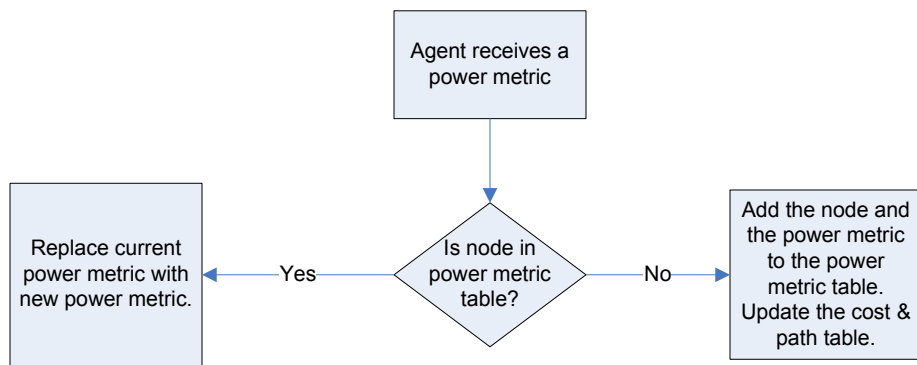 Agent receives a
power metric
Replace current
power metric with
new power metric.
Yes
Is node in
power metric
table?
No
Add the node and
the power metric
to the power
metric table.
Update the cost &
path table.